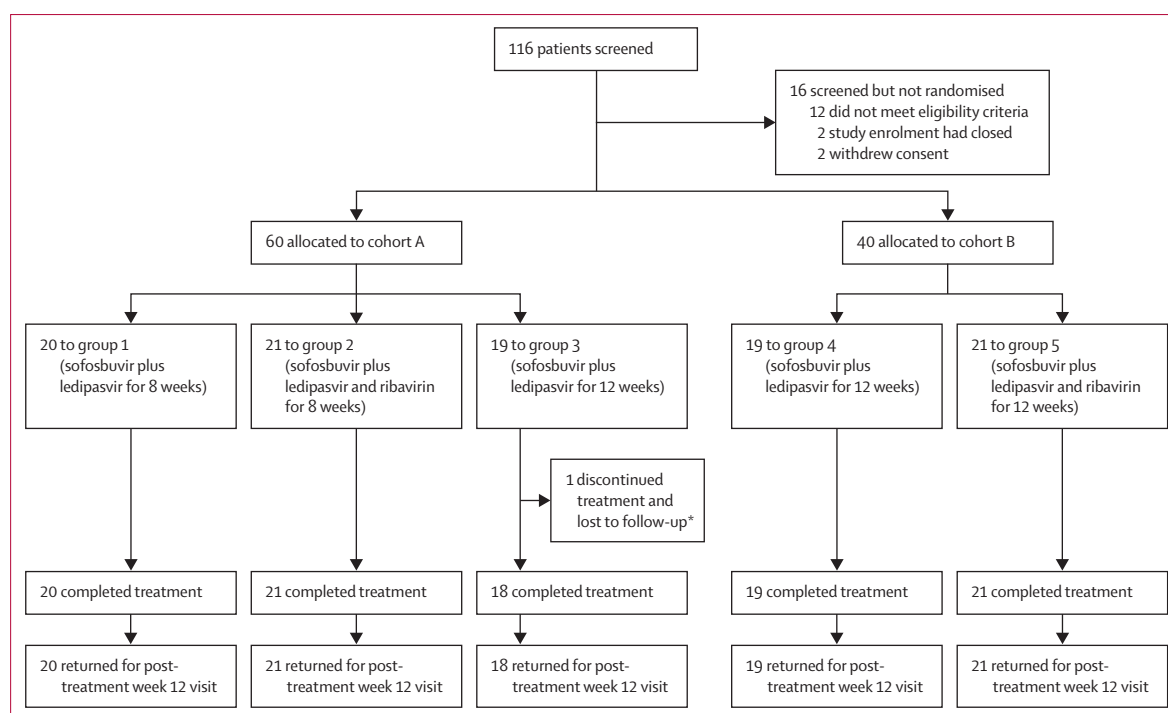 116 patients screened
16 screened but not randomised
12 did not meet eligibility criteria
2 study enrolment had closed
2 withdrew consent
60 allocated to cohort A
40 allocated to cohort B
20 to group 1
(sofosbuvir plus
ledipasvir for 8 weeks)
21 to group 2
(sofosbuvir plus
ledipasvir and ribavirin
for 8 weeks)
19 to group 3
(sofosbuvir plus
ledipasvir for 12 weeks)
19 to group 4
(sofosbuvir plus
ledipasvir for 12 weeks)
21 to group 5
(sofosbuvir plus
ledipasvir and ribavirin
for 12 weeks)
1 discontinued
treatment and
lost to follow-up*
20 completed treatment
21 completed treatment
18 completed treatment
19 completed treatment
21 completed treatment
20 returned for post-
treatment week 12 visit
21 returned for post-
treatment week 12 visit
18 returned for post-
treatment week 12 visit
19 returned for post-
treatment week 12 visit
21 returned for post-
treatment week 12 visit